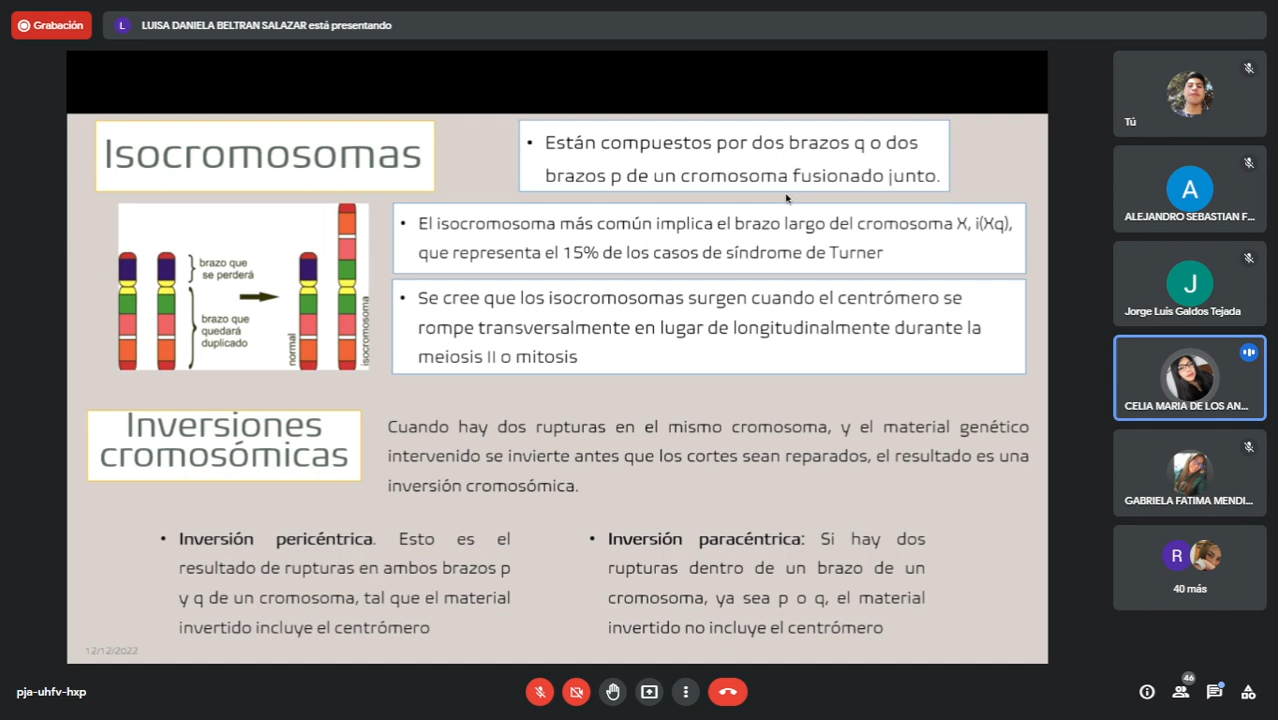 Grabación
L
LUISA DANIELA BELTRAN SALAZAR está presentando
Isocromosomas
• Están compuestos por dos brazos q o dos
brazos p de un cromosoma fusionado junto.
brazo que
se perderá
brazo que
quedará
duplicado
normal
isocromosoma
• El isocromosoma más común implica el brazo largo del cromosoma X, i(Xq),
que representa el 15% de los casos de síndrome de Turner
• Se cree que los isocromosomas surgen cuando el centrómero se
rompe transversalmente en lugar de longitudinalmente durante la
meiosis II o mitosis
Inversiones
cromosómicas
Cuando hay dos rupturas en el mismo cromosoma, y el material genético
intervenido se invierte antes que los cortes sean reparados, el resultado es una
inversión cromosómica.
• Inversión pericéntrica. Esto es el
resultado de rupturas en ambos brazos p
y q de un cromosoma, tal que el material
invertido incluye el centrómero
• Inversión paracéntrica: Si hay dos
rupturas dentro de un brazo de un
cromosoma, ya sea p o q, el material
invertido no incluye el centrómero
12/12/2022
Tú
A
ALEJANDRO SEBASTIAN F...
J
Jorge Luis Galdos Tejada
CELIA MARIA DE LOS AN...
GABRIELA FATIMA MENDI...
R
40 más
pja-uhfv-hxp
46